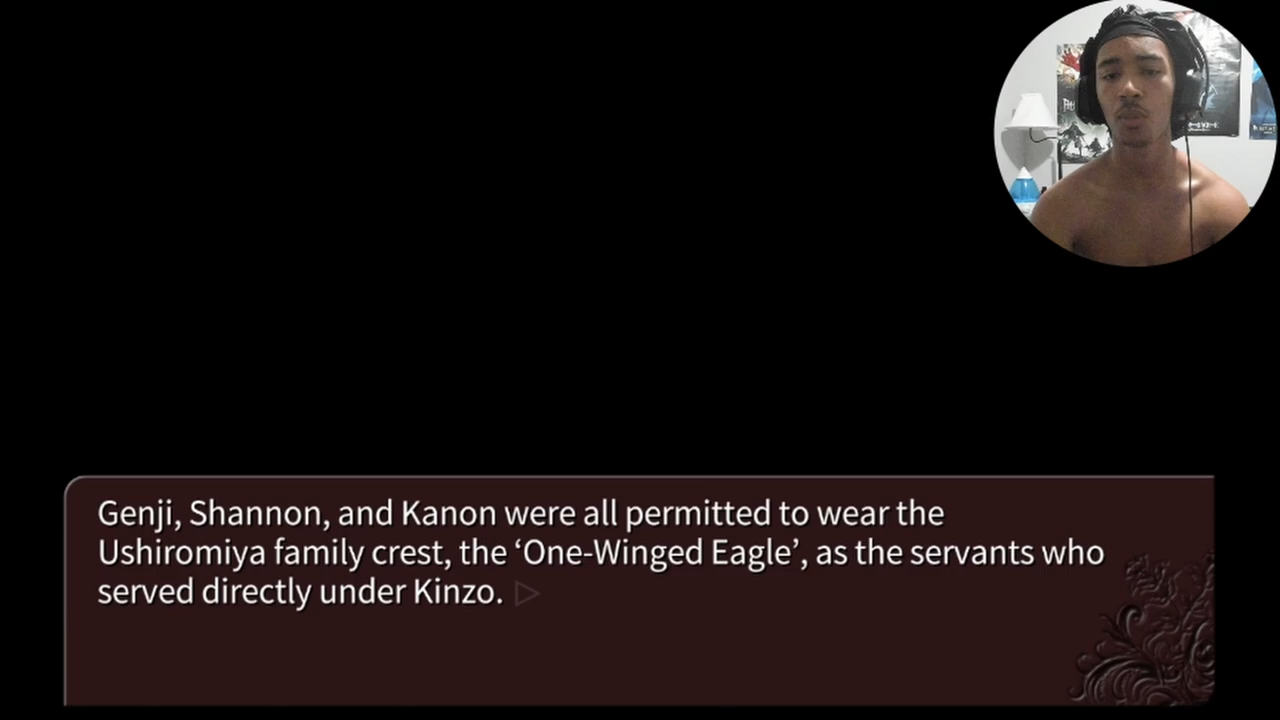 Genji, Shannon, and Kanon were all permitted to wear the
Ushiromiya family crest, the ‘One-Winged Eagle’, as the servants who
served directly under Kinzo.